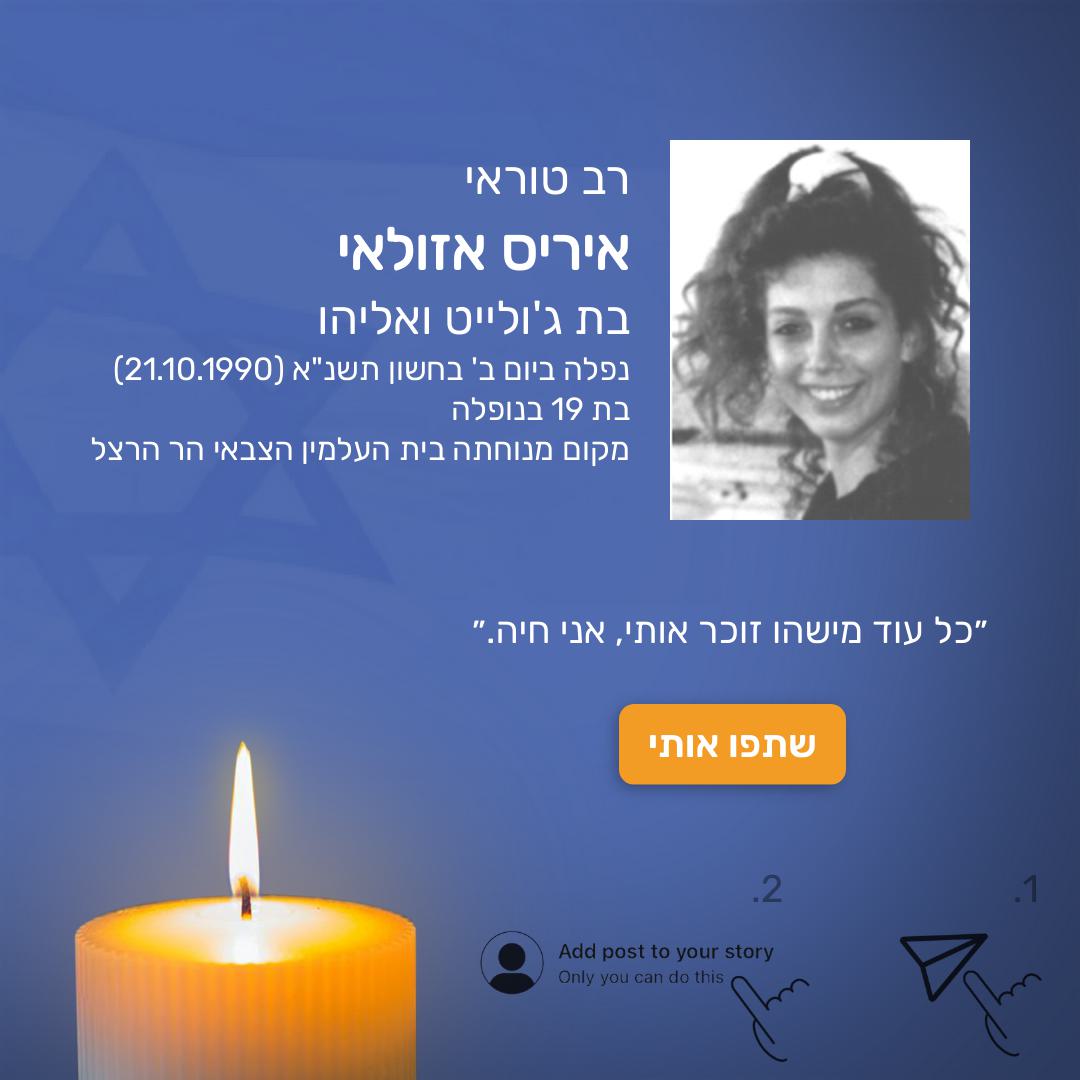 רב טוראי
איריס אזולאי
בת ג'ולייט ואליהו
נפלה ביום ב' בחשון תשנ"א (21.10.1990)
בת 19 בנופלה
מקום מנוחתה בית העלמין הצבאי הר הרצל
״כל עוד מישהו זוכר אותי, אני חיה.״
שתפו אותי
1.
2.
Add post to your story
Only you can do this